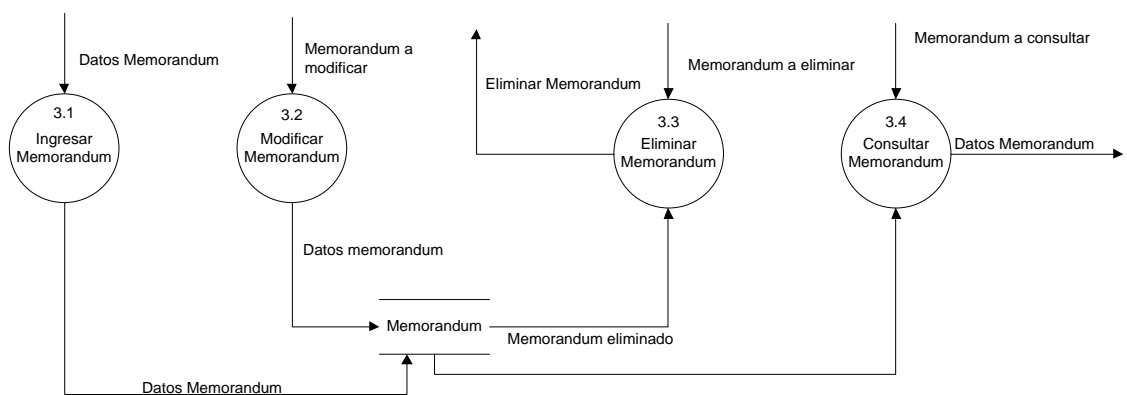 Datos Memorandum
Memorandum a
modificar
Eliminar Memorandum
Memorandum a eliminar
Memorandum a consultar
3.1
Ingresar
Memorandum
3.2
Modificar
Memorandum
3.3
Eliminar
Memorandum
3.4
Consultar
Memorandum
Datos Memorandum
Datos memorandum
Memorandum
Memorandum eliminado
Datos Memorandum